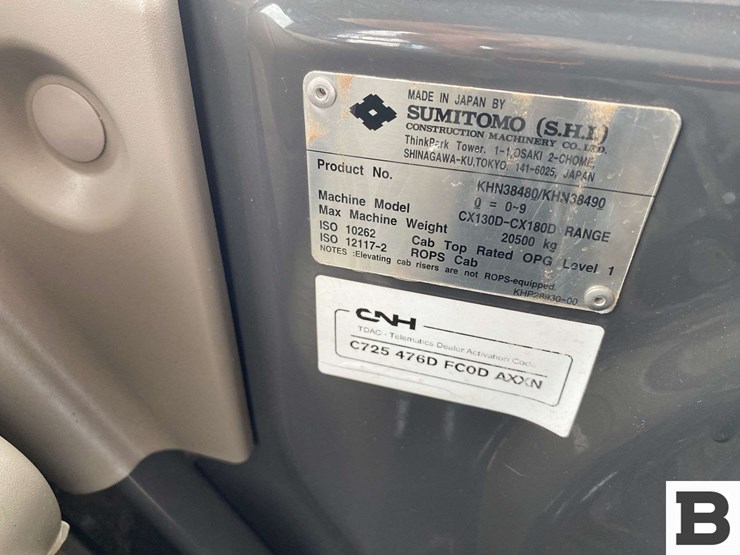 MADE IN JAPAN BY
SUMITOMO (S.H.I.)
CONSTRUCTION MACHINERY CO., LTD.
ThinkPark Tower. 1-1,OSAKI 2-CHOME,
SHINAGAWA-KU,TOKYO, 141-6025, JAPAN
Product No. KHN38480/KHN38490
0 = 0-9
Machine Model CX130D-CX180D RANGE
Max Machine Weight 20500 kg
ISO 10262 Cab Top Rated OPG Level 1
ISO 12117-2 ROPS Cab
NOTES :Elevating cab risers are not ROPS-equipped.
KHP28930-00
CNH
TDAC - Telematics Dealer Activation Code
C725 476D FC0D AXXN
B